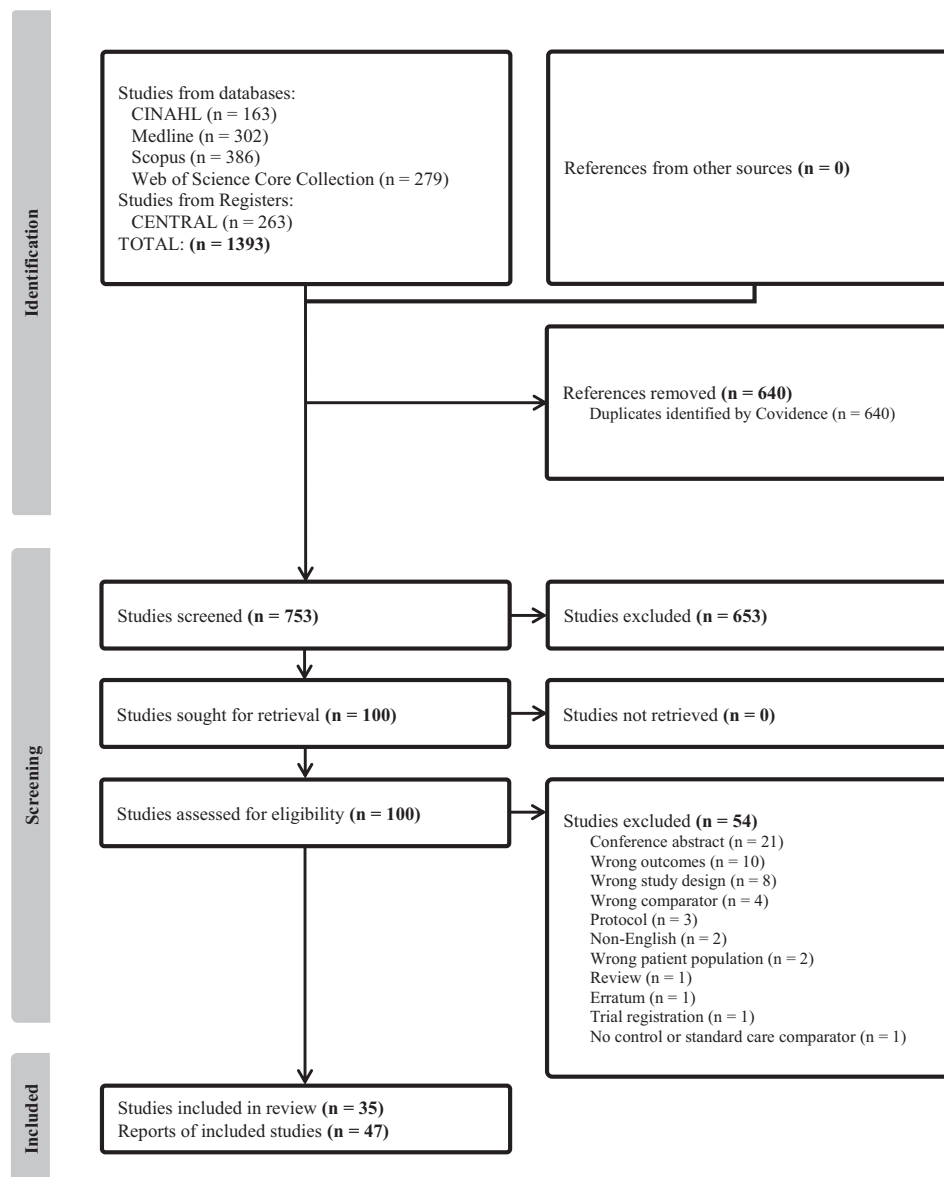 Identification
Studies from databases:
CINAHL (n = 163)
Medline (n = 302)
Scopus (n = 386)
Web of Science Core Collection (n = 279)
Studies from Registers:
CENTRAL (n = 263)
TOTAL: (n = 1393)
References from other sources (n = 0)
References removed (n = 640)
Duplicates identified by Covidence (n = 640)
Screening
Studies screened (n = 753)
Studies excluded (n = 653)
Studies sought for retrieval (n = 100)
Studies not retrieved (n = 0)
Studies assessed for eligibility (n = 100)
Studies excluded (n = 54)
Conference abstract (n = 21)
Wrong outcomes (n = 10)
Wrong study design (n = 8)
Wrong comparator (n = 4)
Protocol (n = 3)
Non-English (n = 2)
Wrong patient population (n = 2)
Review (n = 1)
Erratum (n = 1)
Trial registration (n = 1)
No control or standard care comparator (n = 1)
Included
Studies included in review (n = 35)
Reports of included studies (n = 47)